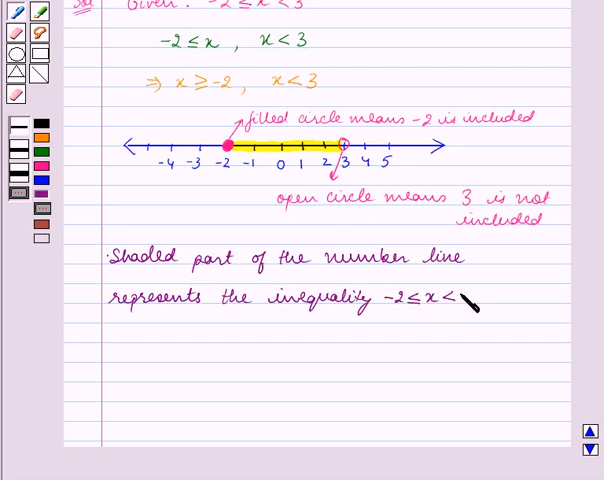 Sol Given: -2 ≤ x < 3
-2 ≤ x , x < 3
⇒ x ≥ -2, x < 3
filled circle means -2 is included
-4 -3 -2 -1 0 1 2 3 4 5
open circle means 3 is not
included
Shaded part of the number line
represents the inequality -2 ≤ x <